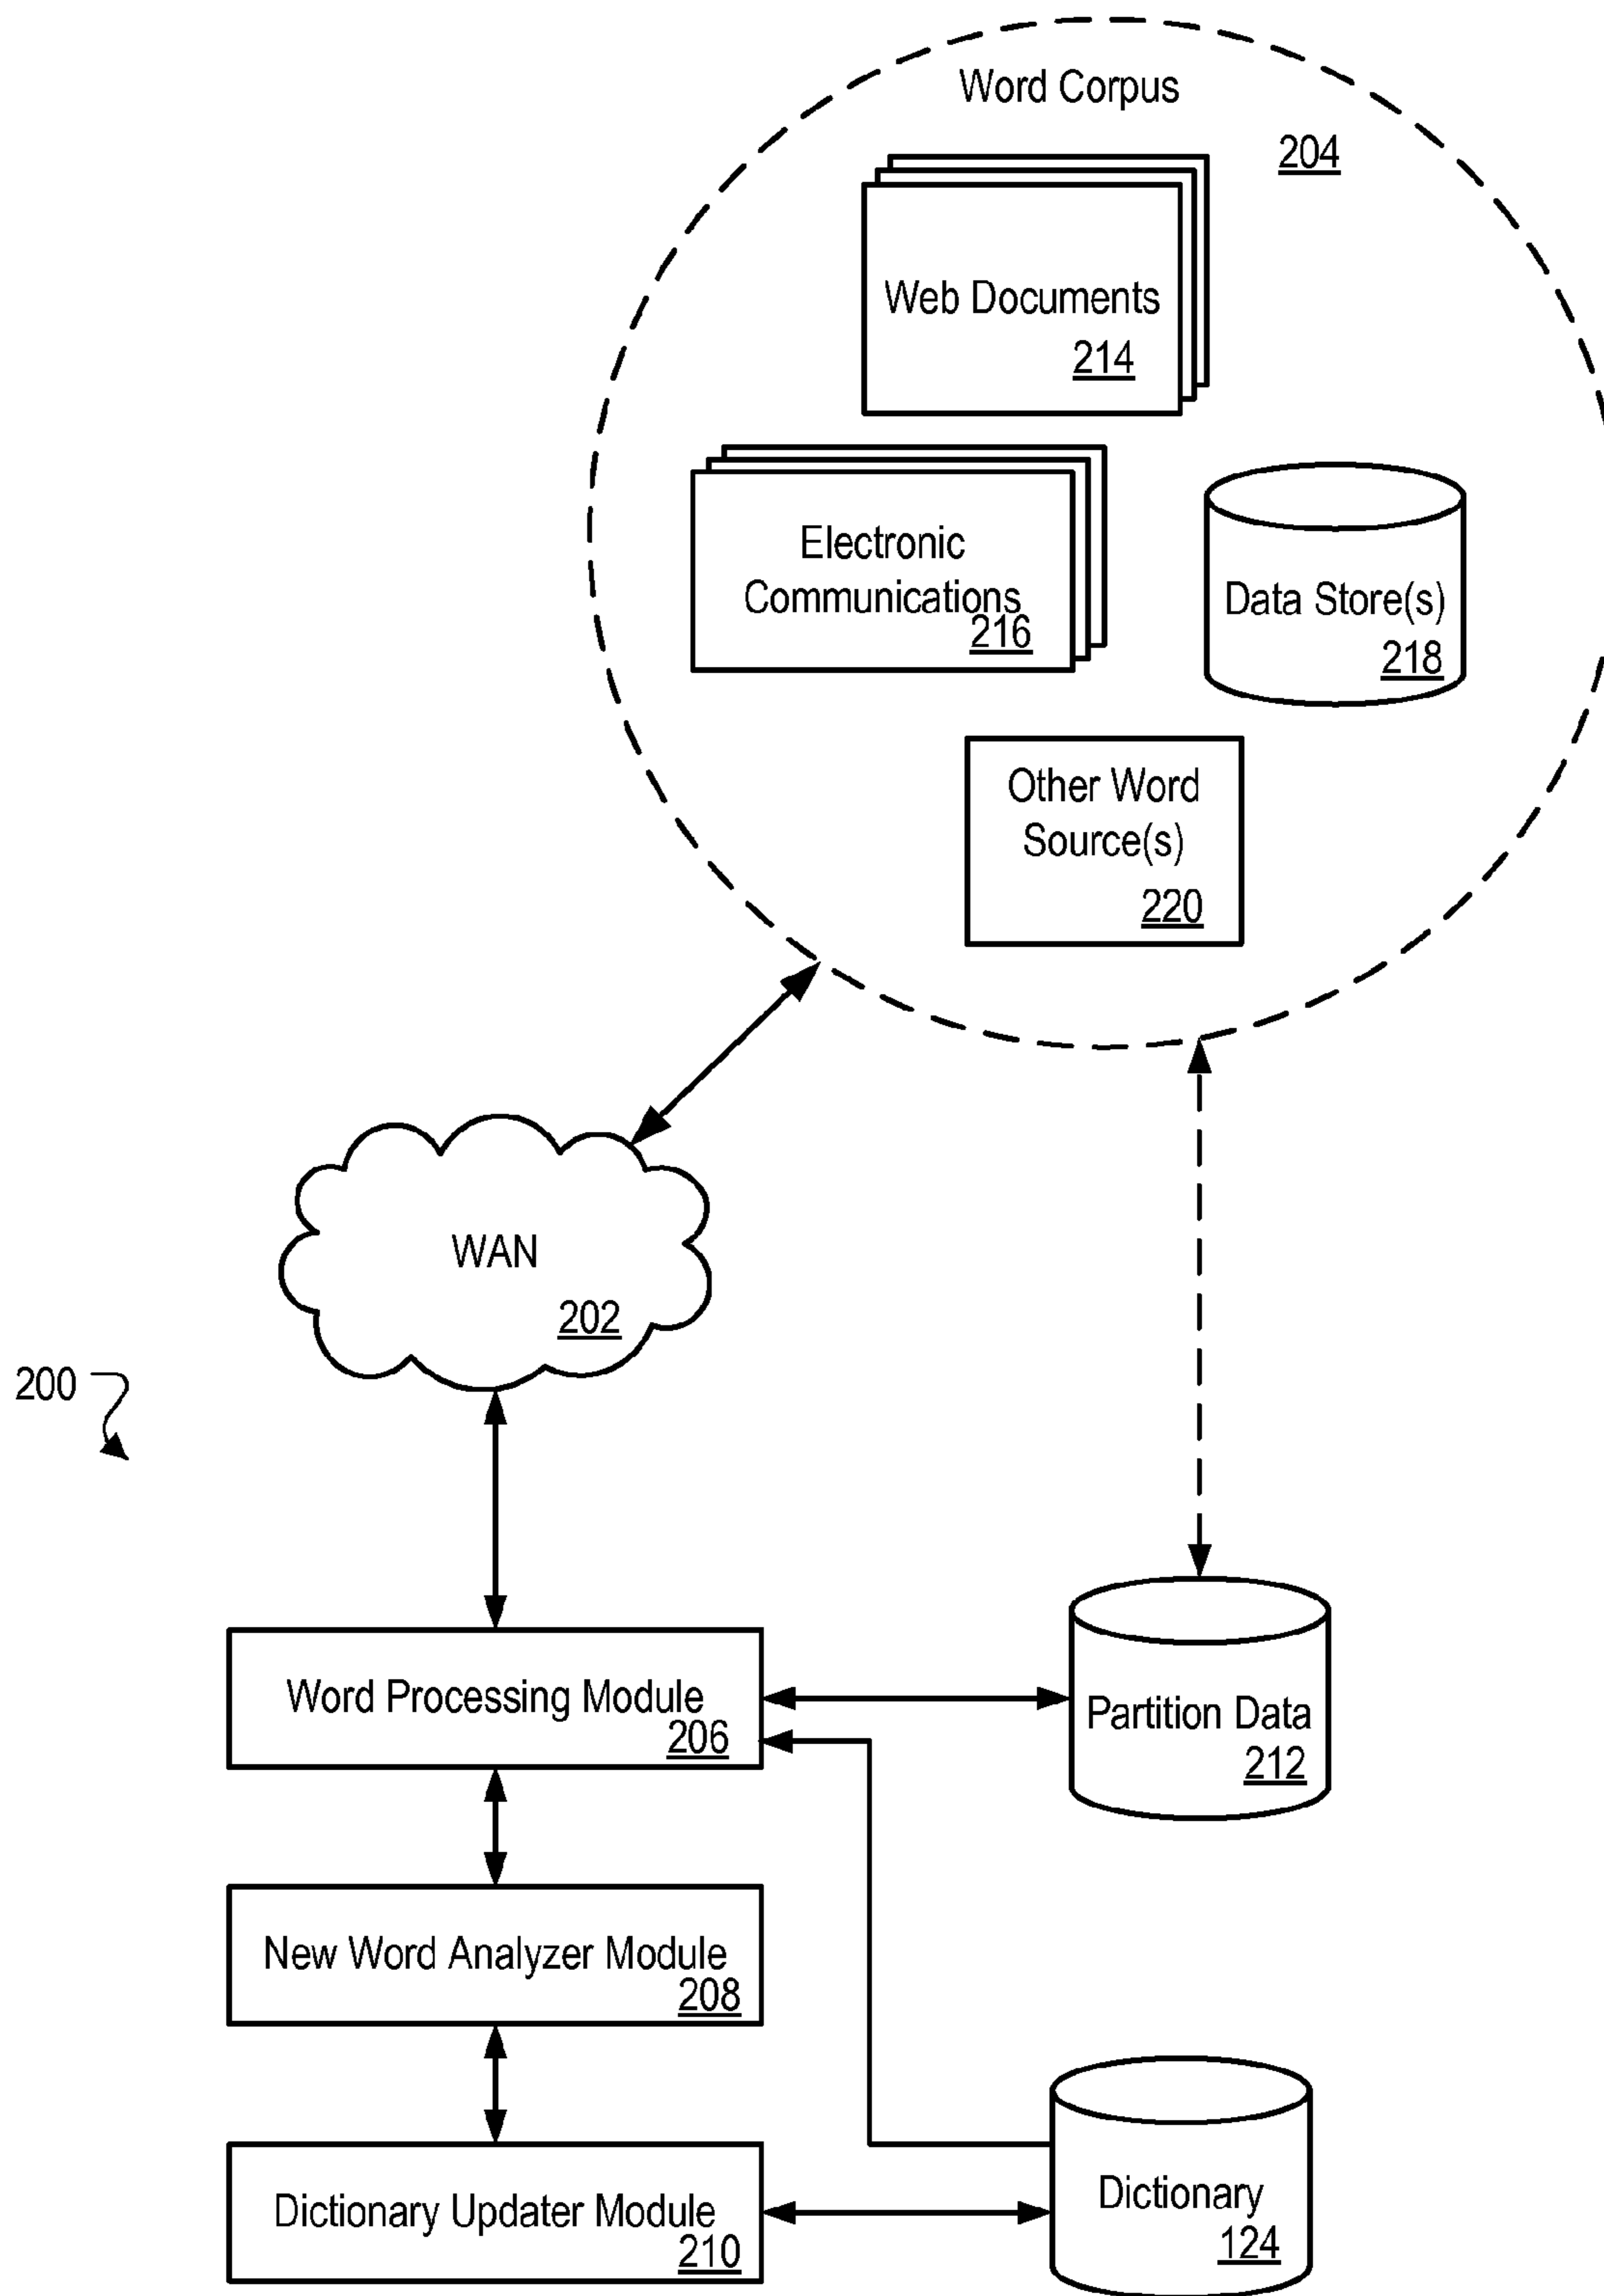 Word Corpus
204
Web Documents
214
Electronic
Communications
216
Data Store(s)
218
Other Word
Source(s)
220
WAN
202
200
Word Processing Module
206
Partition Data
212
New Word Analyzer Module
208
Dictionary Updater Module
210
Dictionary
124